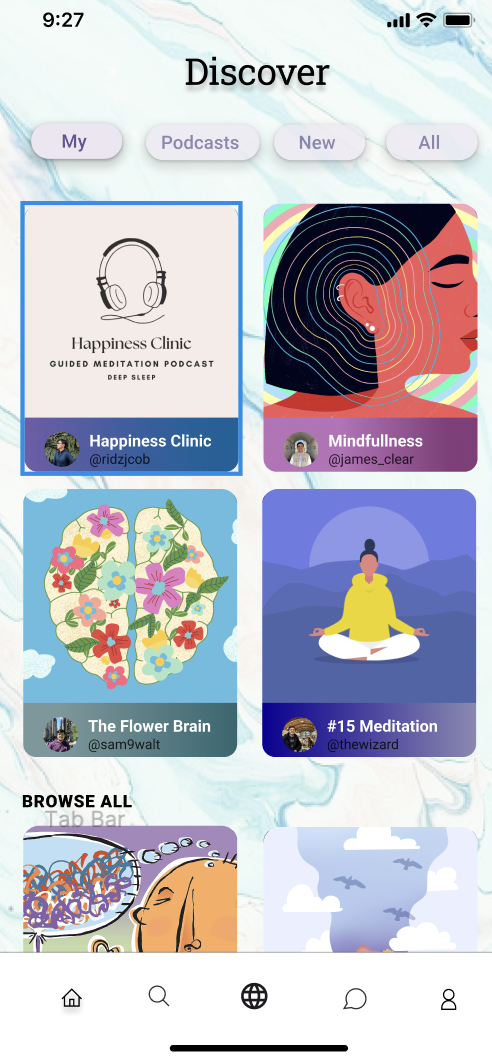 9:27
Discover
My
Podcasts
New
All
Happiness Clinic
GUIDED MEDITATION PODCAST
DEEP SLEEP
Happiness Clinic
@ridzjcob
Mindfullness
@james_clear
The Flower Brain
@sam9walt
#15 Meditation
@thewizard
BROWSE ALL
Tab Bar